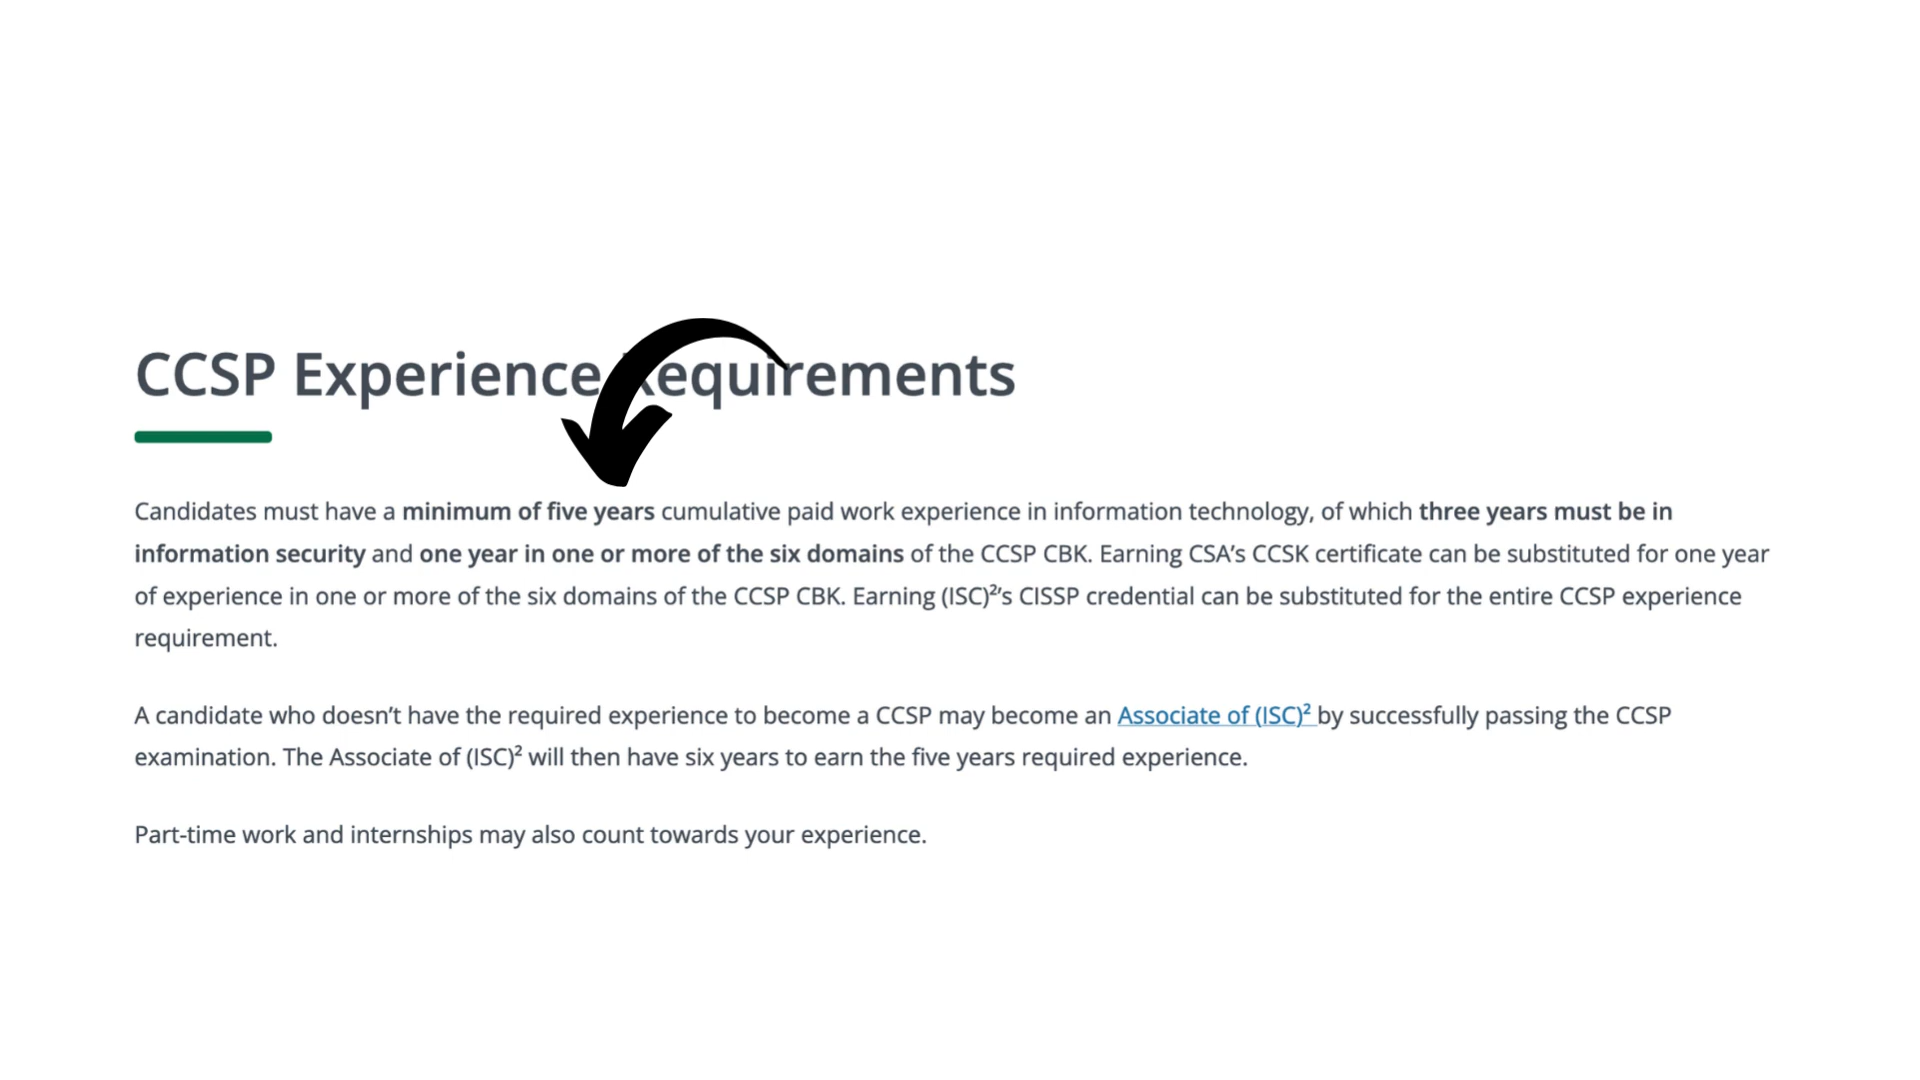 CCSP Experience Requirements
Candidates must have a minimum of five years cumulative paid work experience in information technology, of which three years must be in
information security and one year in one or more of the six domains of the CCSP CBK. Earning CSA’s CCSK certificate can be substituted for one year
of experience in one or more of the six domains of the CCSP CBK. Earning (ISC)²’s CISSP credential can be substituted for the entire CCSP experience
requirement.
A candidate who doesn’t have the required experience to become a CCSP may become an Associate of (ISC)² by successfully passing the CCSP
examination. The Associate of (ISC)² will then have six years to earn the five years required experience.
Part-time work and internships may also count towards your experience.